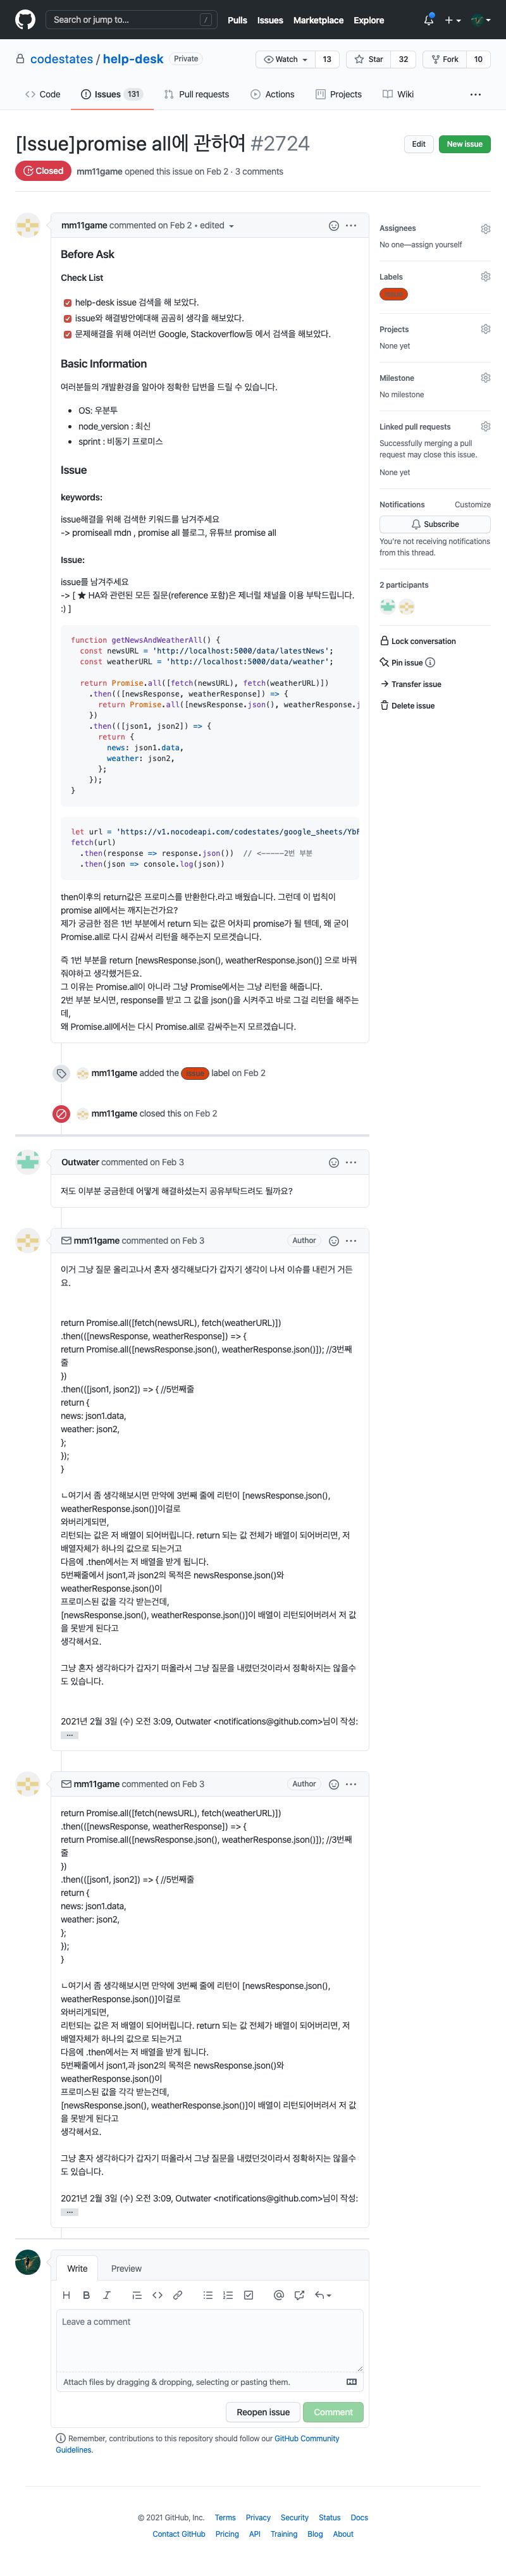 Search or jump to... /
Pulls Issues Marketplace Explore
codestates / help-desk Private
Watch 13 Star 32 Fork 10
Code Issues 131 Pull requests Actions Projects Wiki
[Issue]promise all에 관하여 #2724
Edit New issue
Closed mm11game opened this issue on Feb 2 · 3 comments
mm11game commented on Feb 2 • edited
Before Ask
Check List
help-desk issue 검색을 해 보았다.
issue와 해결방안에대해 곰곰히 생각을 해보았다.
문제해결을 위해 여러번 Google, Stackoverflow등 에서 검색을 해보았다.
Basic Information
여러분들의 개발환경을 알아야 정확한 답변을 드릴 수 있습니다.
OS: 우분투
node_version : 최신
sprint : 비동기 프로미스
Issue
keywords:
issue해결을 위해 검색한 키워드를 남겨주세요
-> promiseall mdn , promise all 블로그, 유튜브 promise all
Issue:
issue를 남겨주세요
-> [ ★ HA와 관련된 모든 질문(reference 포함)은 제너럴 채널을 이용 부탁드립니다.
:) ]
function getNewsAndWeatherAll() {
const newsURL = 'http://localhost:5000/data/latestNews';
const weatherURL = 'http://localhost:5000/data/weather';
return Promise.all([fetch(newsURL), fetch(weatherURL)])
.then(([newsResponse, weatherResponse]) => {
return Promise.all([newsResponse.json(), weatherResponse.j
})
.then(([json1, json2]) => {
return {
news: json1.data,
weather: json2,
};
});
}
let url = 'https://v1.nocodeapi.com/codestates/google_sheets/YbF
fetch(url)
.then(response => response.json()) // <-----2번 부분
.then(json => console.log(json))
then이후의 return값은 프로미스를 반환한다.라고 배웠습니다. 그런데 이 법칙이
promise all에서는 깨지는건가요?
제가 궁금한 점은 1번 부분에서 return 되는 값은 어차피 promise가 될 텐데, 왜 굳이
Promise.all로 다시 감싸서 리턴을 해주는지 모르겟습니다.
즉 1번 부분을 return [newsResponse.json(), weatherResponse.json()] 으로 바꿔
줘야하고 생각했거든요.
그 이유는 Promise.all이 아니라 그냥 Promise에서는 그냥 리턴을 해줍니다.
2번 부분 보시면, response를 받고 그 값을 json()을 시켜주고 바로 그걸 리턴을 해주는
데,
왜 Promise.all에서는 다시 Promise.all로 감싸주는지 모르겠습니다.
mm11game added the issue label on Feb 2
mm11game closed this on Feb 2
Outwater commented on Feb 3
저도 이부분 궁금한데 어떻게 해결하셨는지 공유부탁드려도 될까요?
mm11game commented on Feb 3 Author
이거 그냥 질문 올리고나서 혼자 생각해보다가 갑자기 생각이 나서 이슈를 내린거 거든
요.
return Promise.all([fetch(newsURL), fetch(weatherURL)])
.then(([newsResponse, weatherResponse]) => {
return Promise.all([newsResponse.json(), weatherResponse.json()]); //3번째
줄
})
.then(([json1, json2]) => { //5번째줄
return {
news: json1.data,
weather: json2,
};
});
}
ㄴ여기서 좀 생각해보시면 만약에 3번째 줄에 리턴이 [newsResponse.json(),
weatherResponse.json()]이걸로
와버리게되면,
리턴되는 값은 저 배열이 되어버립니다. return 되는 값 전체가 배열이 되어버리면, 저
배열자체가 하나의 값으로 되는거고
다음에 .then에서는 저 배열을 받게 됩니다.
5번째줄에서 json1,과 json2의 목적은 newsResponse.json()와
weatherResponse.json()이
프로미스된 값을 각각 받는건데,
[newsResponse.json(), weatherResponse.json()]이 배열이 리턴되어버려서 저 값
을 못받게 된다고
생각해서요.
그냥 혼자 생각하다가 갑자기 떠올라서 그냥 질문을 내렸던것이라서 정확하지는 않을수
도 있습니다.
2021년 2월 3일 (수) 오전 3:09, Outwater <notifications@github.com>님이 작성:
mm11game commented on Feb 3 Author
return Promise.all([fetch(newsURL), fetch(weatherURL)])
.then(([newsResponse, weatherResponse]) => {
return Promise.all([newsResponse.json(), weatherResponse.json()]); //3번째
줄
})
.then(([json1, json2]) => { //5번째줄
return {
news: json1.data,
weather: json2,
};
});
}
ㄴ여기서 좀 생각해보시면 만약에 3번째 줄에 리턴이 [newsResponse.json(),
weatherResponse.json()]이걸로
와버리게되면,
리턴되는 값은 저 배열이 되어버립니다. return 되는 값 전체가 배열이 되어버리면, 저
배열자체가 하나의 값으로 되는거고
다음에 .then에서는 저 배열을 받게 됩니다.
5번째줄에서 json1,과 json2의 목적은 newsResponse.json()와
weatherResponse.json()이
프로미스된 값을 각각 받는건데,
[newsResponse.json(), weatherResponse.json()]이 배열이 리턴되어버려서 저 값
을 못받게 된다고
생각해서요.
그냥 혼자 생각하다가 갑자기 떠올라서 그냥 질문을 내렸던것이라서 정확하지는 않을수
도 있습니다.
2021년 2월 3일 (수) 오전 3:09, Outwater <notifications@github.com>님이 작성:
Write Preview
Leave a comment
Attach files by dragging & dropping, selecting or pasting them.
Reopen issue Comment
Remember, contributions to this repository should follow our GitHub Community
Guidelines.
Assignees
No one—assign yourself
Labels
issue
Projects
None yet
Milestone
No milestone
Linked pull requests
Successfully merging a pull
request may close this issue.
None yet
Notifications Customize
Subscribe
You're not receiving notifications
from this thread.
2 participants
Lock conversation
Pin issue
Transfer issue
Delete issue
© 2021 GitHub, Inc. Terms Privacy Security Status Docs
Contact GitHub Pricing API Training Blog About